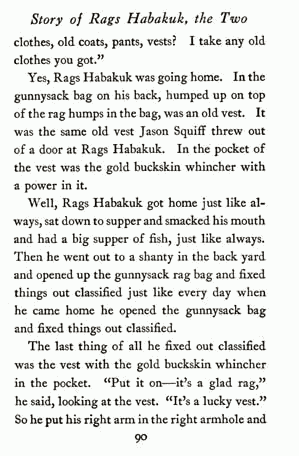 Story of Rags Habakuk, the Two
clothes, old coats, pants, vests? I take any old
clothes you got.”
Yes, Rags Habakuk was going home. In the
gunnysack bag on his back, humped up on top
of the rag humps in the bag, was an old vest. It
was the same old vest Jason Squiff threw out
of a door at Rags Habakuk. In the pocket of
the vest was the gold buckskin whincher with
a power in it.
Well, Rags Habakuk got home just like al-
ways, sat down to supper and smacked his mouth
and had a big supper of fish, just like always.
Then he went out to a shanty in the back yard
and opened up the gunnysack rag bag and fixed
things out classified just like every day when
he came home he opened the gunnysack bag
and fixed things out classified.
The last thing of all he fixed out classified
was the vest with the gold buckskin whincher
in the pocket. “Put it on—it’s a glad rag,”
he said, looking at the vest. “It’s a lucky vest.”
So he put his right arm in the right armhole and
90